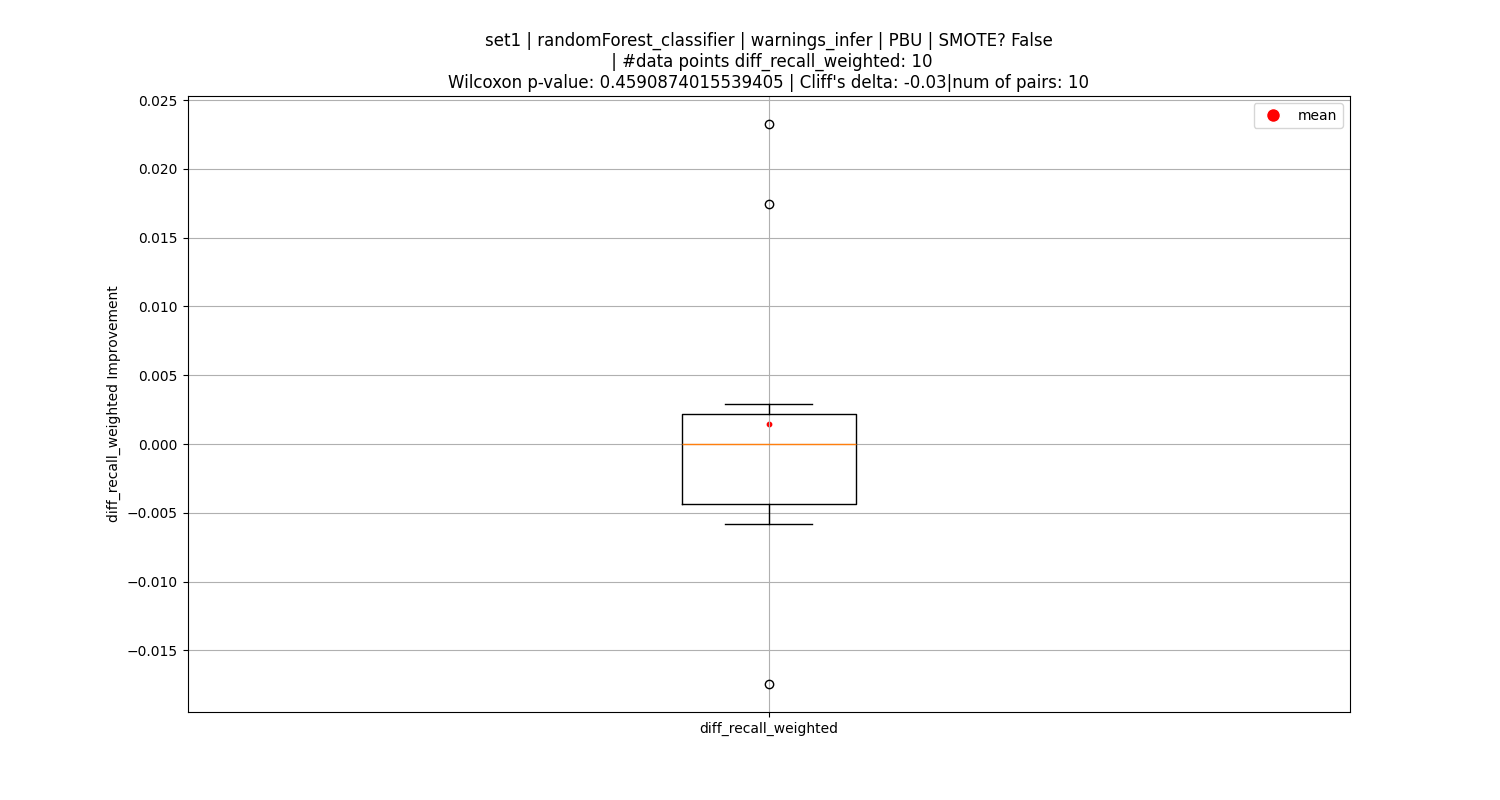 set1 | randomForest_classifier | warnings_infer | PBU | SMOTE? False
| #data points diff_recall_weighted: 10
Wilcoxon p-value: 0.4590874015539405 | Cliff's delta: -0.03|num of pairs: 10
mean
0.025
0.020
0.015
0.010
0.005
0.000
−0.005
−0.010
−0.015
diff_recall_weighted Improvement
diff_recall_weighted